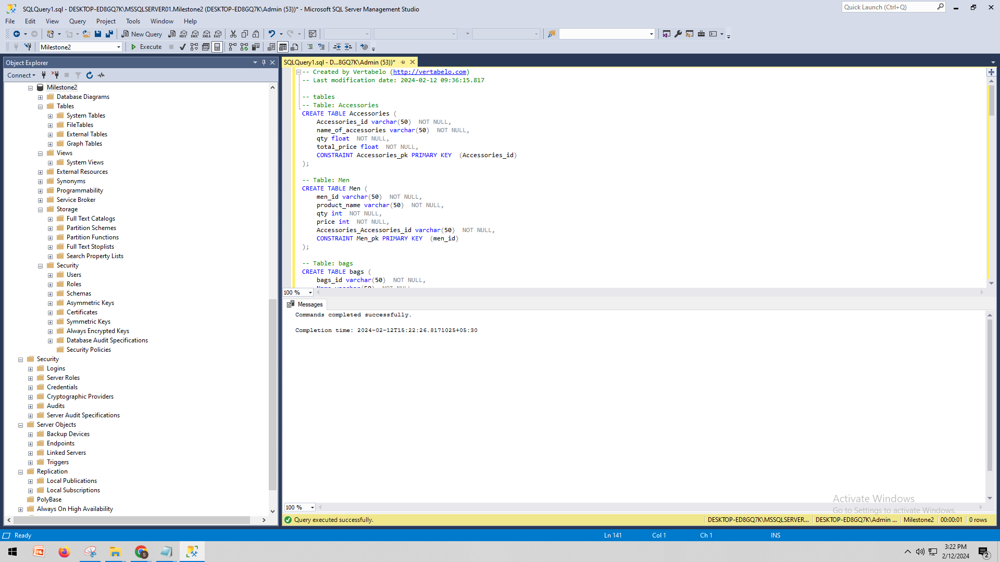 SQLQuery1.sql - DESKTOP-ED8GQ7K\MSSQLSERVER01.Milestone2 (DESKTOP-ED8GQ7K\Admin (53))* - Microsoft SQL Server Management Studio
Quick Launch (Ctrl+Q)
File Edit View Query Project Tools Window Help
New Query
MDX DMX XMLA DAX
Milestone2
Execute
Object Explorer
Connect
Milestone2
Database Diagrams
Tables
System Tables
FileTables
External Tables
Graph Tables
Views
System Views
External Resources
Synonyms
Programmability
Service Broker
Storage
Full Text Catalogs
Partition Schemes
Partition Functions
Full Text Stoplists
Search Property Lists
Security
Users
Roles
Schemas
Asymmetric Keys
Certificates
Symmetric Keys
Always Encrypted Keys
Database Audit Specifications
Security Policies
Security
Logins
Server Roles
Credentials
Cryptographic Providers
Audits
Server Audit Specifications
Server Objects
Backup Devices
Endpoints
Linked Servers
Triggers
Replication
Local Publications
Local Subscriptions
PolyBase
Always On High Availability
SQLQuery1.sql - D...8GQ7K\Admin (53))*
-- Created by Vertabelo (http://vertabelo.com)
-- Last modification date: 2024-02-12 09:36:15.817
-- tables
-- Table: Accessories
CREATE TABLE Accessories (
Accessories_id varchar(50)  NOT NULL,
name_of_accessories varchar(50)  NOT NULL,
qty float  NOT NULL,
total_price float  NOT NULL,
CONSTRAINT Accessories_pk PRIMARY KEY  (Accessories_id)
);
-- Table: Men
CREATE TABLE Men (
men_id varchar(50)  NOT NULL,
product_name varchar(50)  NOT NULL,
qty int  NOT NULL,
price int  NOT NULL,
Accessories_Accessories_id varchar(50)  NOT NULL,
CONSTRAINT Men_pk PRIMARY KEY  (men_id)
);
-- Table: bags
CREATE TABLE bags (
bags_id varchar(50)  NOT NULL,
Name varchar(50)  NOT NULL,
100 %
Messages
Commands completed successfully.
Completion time: 2024-02-12T15:22:26.8171025+05:30
Activate Windows
Go to Settings to activate Windows.
100 %
Query executed successfully.
DESKTOP-ED8GQ7K\MSSQLSERVER...
DESKTOP-ED8GQ7K\Admin ...
Milestone2
00:00:01
0 rows
Ready
Ln 141
Col 1
Ch 1
INS
S
3:22 PM
2/12/2024
2